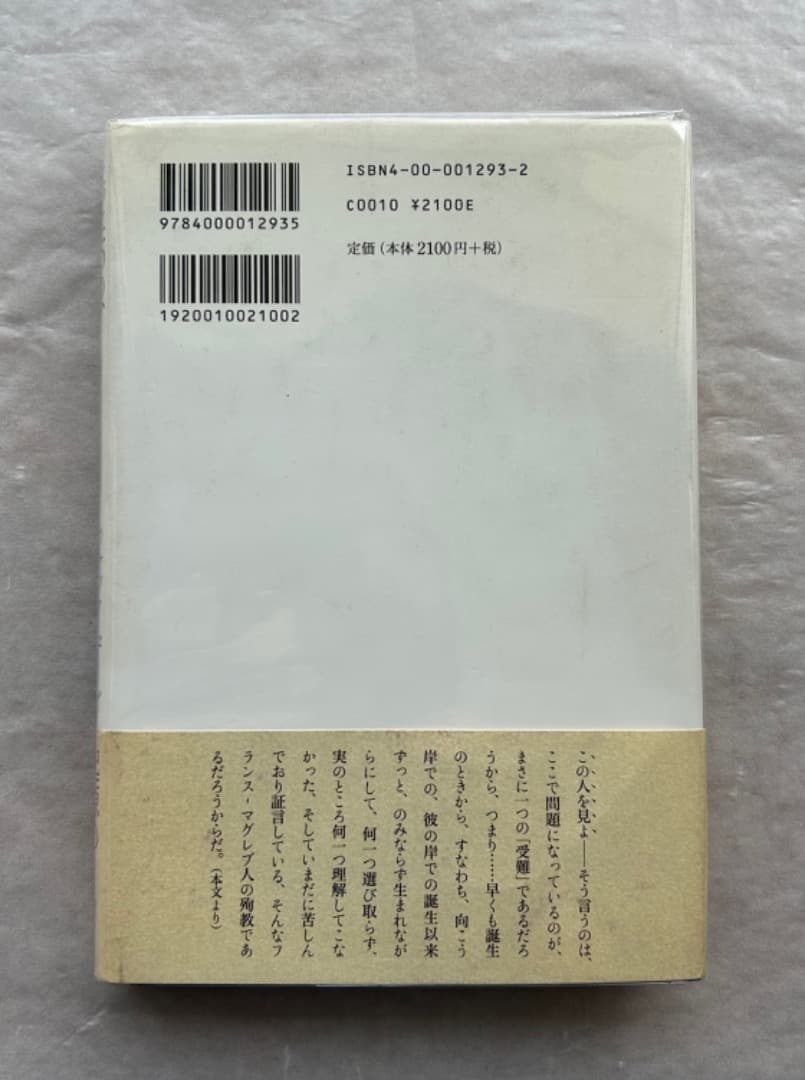 ISBN4-00-001293-2
C0010 ¥2100E
定価(本体2100円+税)
9784000012935
1920010021002
この人を見よ――そう言うのは、
ここで問題になっているのが、
まさに一つの「受難」であるだろ
うから、つまり……早くも誕生
のときから、すなわち、向こう
岸での、彼の岸での誕生以来
ずっと、のみならず生まれなが
らにして、何一つ選び取らず、
実のところ何一つ理解してこな
かった、そしていまだに苦しん
でおり証言している、そんなフ
ランス-マグレブ人の殉教であ
るだろうからだ。(本文より)